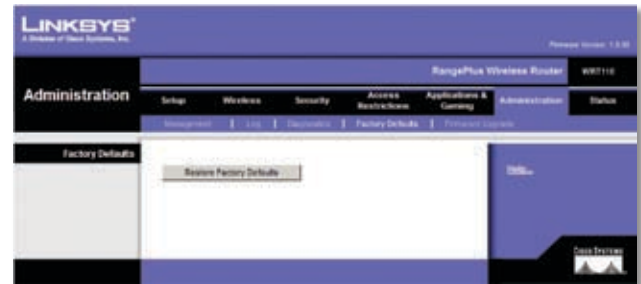 LINKSYS®
A Division of Cisco Systems, Inc.
Firmware Version: 1.0.00
RangePlus Wireless Router
WRT110
Administration
Setup
Wireless
Security
Access Restrictions
Applications & Gaming
Administration
Status
Management | Log | Diagnostics | Factory Defaults | Firmware Upgrade
Factory Defaults
Restore Factory Defaults
Help...
Cisco Systems